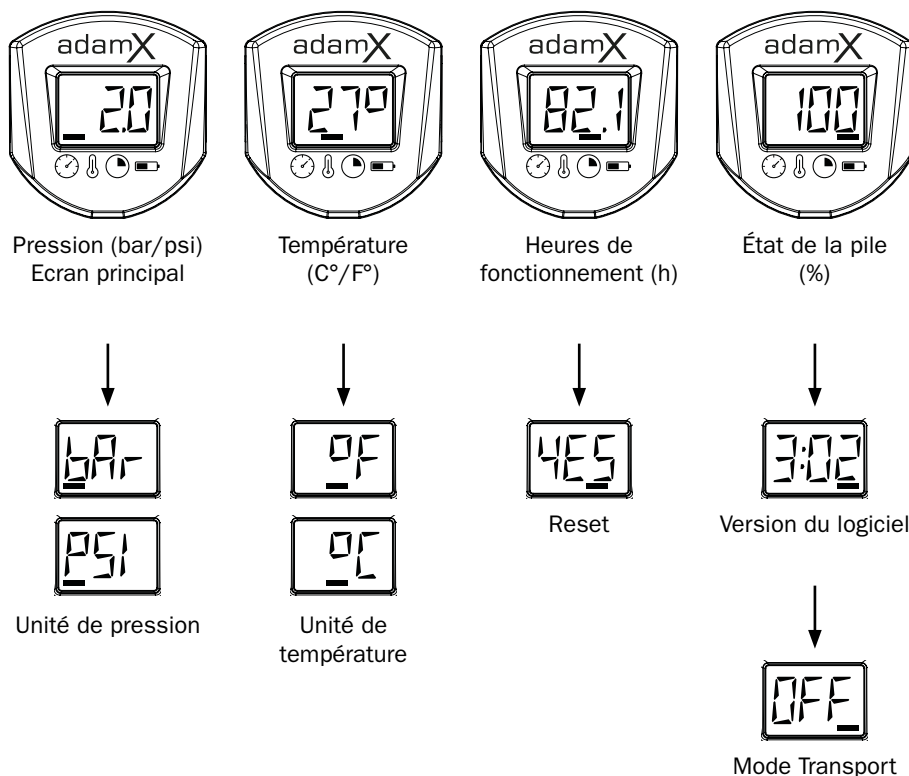 adamX
adamX
adamX
adamX
2.0
27°
82.1
100
Pression (bar/psi)
Ecran principal
Température
(C°/F°)
Heures de
fonctionnement (h)
État de la pile
(%)
bAr
°F
YES
3:02
Reset
Version du logiciel
PSI
°C
Unité de pression
Unité de
température
OFF
Mode Transport